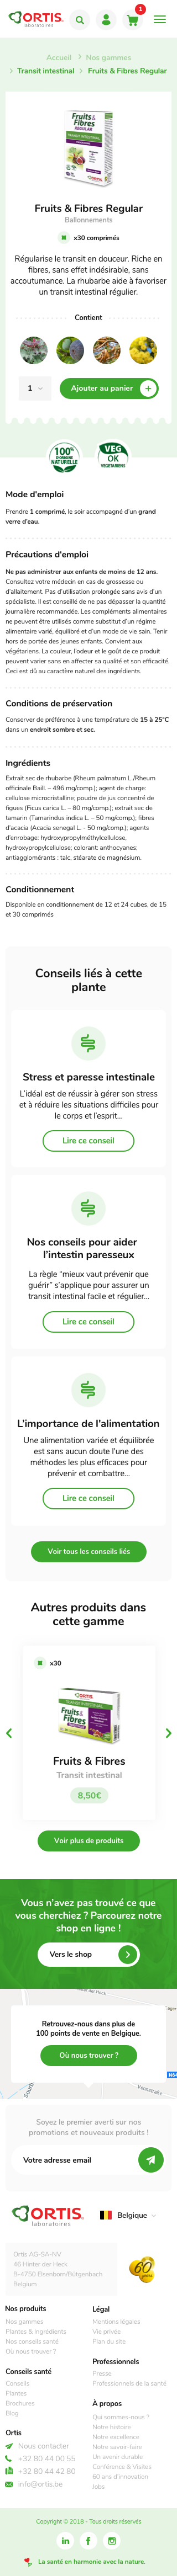 ORTIS
laboratoires
1
Accueil > Nos gammes
> Transit intestinal > Fruits & Fibres Regular
ORTIS
FRUITS & FIBRES
REGULAR
Fruits & Fibres Regular
Ballonnements
x30 comprimés
Régularise le transit en douceur. Riche en
fibres, sans effet indésirable, sans
accoutumance. La rhubarbe aide à favoriser
un transit intestinal régulier.
Contient
1
Ajouter au panier
100%
D'ORIGINE
NATURELLE
VEG
OK
VEGETARIENS
Mode d'emploi
Prendre 1 comprimé, le soir accompagné d'un grand
verre d'eau.
Précautions d'emploi
Ne pas administrer aux enfants de moins de 12 ans.
Consultez votre médecin en cas de grossesse ou
d'allaitement. Pas d'utilisation prolongée sans avis d'un
spécialiste. Il est conseillé de ne pas dépasser la quantité
journalière recommandée. Les compléments alimentaires
ne peuvent être utilisés comme substitut d'un régime
alimentaire varié, équilibré et d'un mode de vie sain. Tenir
hors de portée des jeunes enfants. Convient aux
végétariens. La couleur, l'odeur et le goût de ce produit
peuvent varier sans en affecter sa qualité et son efficacité.
Ceci est dû au caractère naturel des ingrédients.
Conditions de préservation
Conserver de préférence à une température de 15 à 25°C
dans un endroit sombre et sec.
Ingrédients
Extrait sec de rhubarbe (Rheum palmatum L./Rheum
officinale Baill. – 496 mg/comp.); agent de charge:
cellulose microcristalline; poudre de jus concentré de
figues (Ficus carica L. – 80 mg/comp.); extrait sec de
tamarin (Tamarindus indica L. – 50 mg/comp.); fibres
d'acacia (Acacia senegal L. - 50 mg/comp.); agents
d'enrobage: hydroxypropylméthylcellulose,
hydroxypropylcellulose; colorant: anthocyanes;
antiagglomérants : talc, stéarate de magnésium.
Conditionnement
Disponible en conditionnement de 12 et 24 cubes, de 15
et 30 comprimés
Conseils liés à cette
plante
Stress et paresse intestinale
L'idéal est de réussir à gérer son stress
et à réduire les situations difficiles pour
le corps et l'esprit...
Lire ce conseil
Nos conseils pour aider
l'intestin paresseux
La règle "mieux vaut prévenir que
guérir" s'applique pour assurer un
transit intestinal facile et régulier...
Lire ce conseil
L'importance de l'alimentation
Une alimentation variée et équilibrée
est sans aucun doute l'une des
méthodes les plus efficaces pour
prévenir et combattre...
Lire ce conseil
Voir tous les conseils liés
Autres produits dans
cette gamme
x30
ORTIS
FRUITS & FIBRES
Fruits & Fibres
Transit intestinal
8,50€
Voir plus de produits
Vous n'avez pas trouvé ce que
vous cherchiez ? Parcourez notre
shop en ligne !
Vers le shop
Retrouvez-nous dans plus de
100 points de vente en Belgique.
Où nous trouver ?
Soyez le premier averti sur nos
promotions et nouveaux produits !
Votre adresse email
ORTIS
laboratoires
Belgique
Ortis AG-SA-NV
46 Hinter der Heck
B-4750 Elsenborn/Butgenbach
Belgium
60
Nos produits
Nos gammes
Plantes & Ingrédients
Nos conseils santé
Où nous trouver ?
Conseils santé
Conseils
Plantes
Brochures
Blog
Ortis
Nous contacter
+32 80 44 00 55
+32 80 44 42 80
info@ortis.be
Légal
Mentions légales
Vie privée
Plan du site
Professionnels
Presse
Professionnels de la santé
À propos
Qui sommes-nous ?
Notre histoire
Notre excellence
Notre savoir-faire
Un avenir durable
Conférence & Visites
60 ans d'innovation
Jobs
Copyright © 2018 - Tous droits réservés
La santé en harmonie avec la nature.